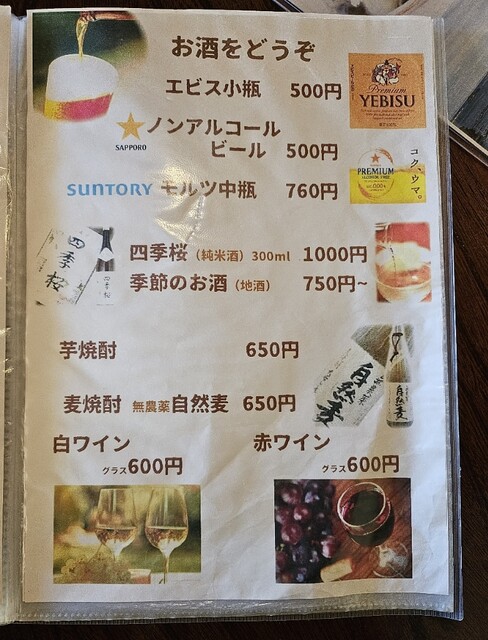 お酒をどうぞ
エビス小瓶 500円
Premium
YEBISU
ノンアルコール
SAPPORO
ビール 500円
PREMIUM
コク、ウマ。
SUNTORY モルツ中瓶 760円
四季桜（純米酒）300ml 1000円
季節のお酒（地酒） 750円~
四季桜
芋焼酎 650円
麦焼酎 無農薬自然麦 650円
自然麦
自然麦
白ワイン
グラス600円
赤ワイン
グラス600円